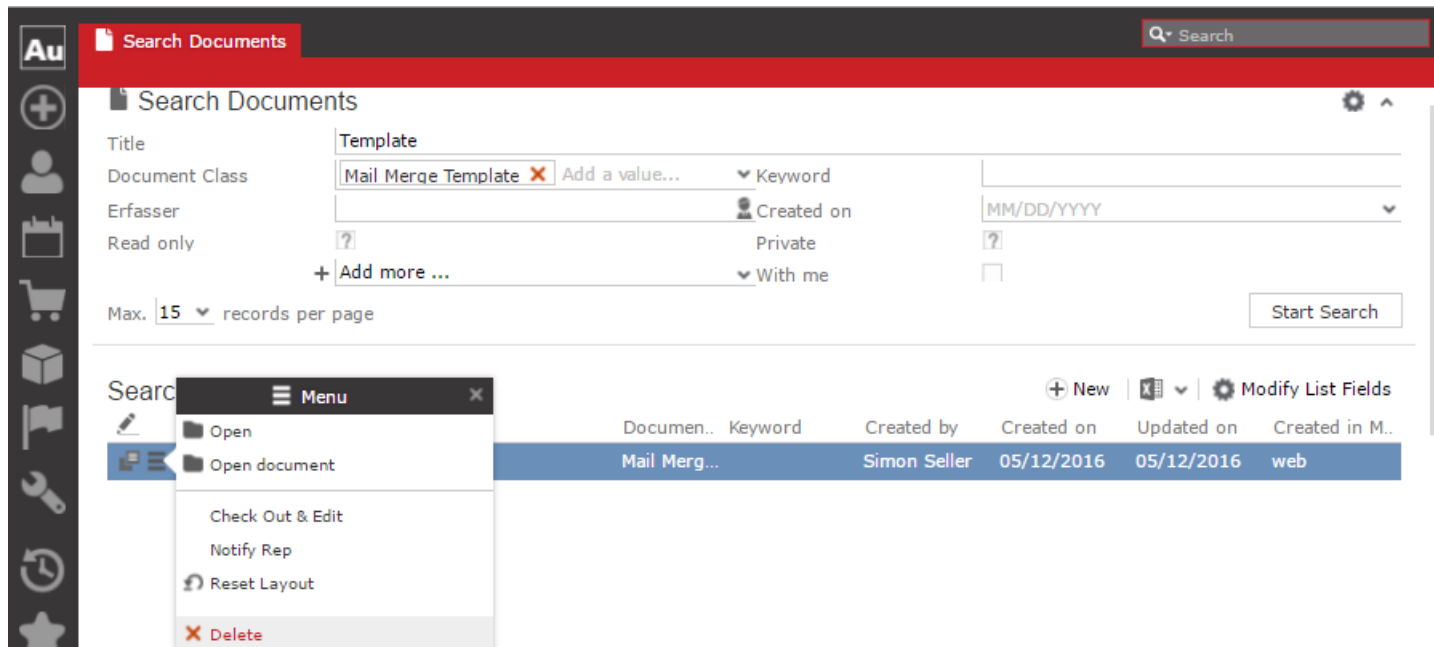 Au
Search Documents
Search
Search Documents
Title Template
Document Class Mail Merge Template Add a value... Keyword
Erfasser Created on MM/DD/YYYY
Read only ? Private ?
Add more ... With me
Max. 15 records per page Start Search
Searc Menu New Modify List Fields
Open Documen.. Keyword Created by Created on Updated on Created in M..
Open document Mail Merg... Simon Seller 05/12/2016 05/12/2016 web
Check Out & Edit
Notify Rep
Reset Layout
Delete